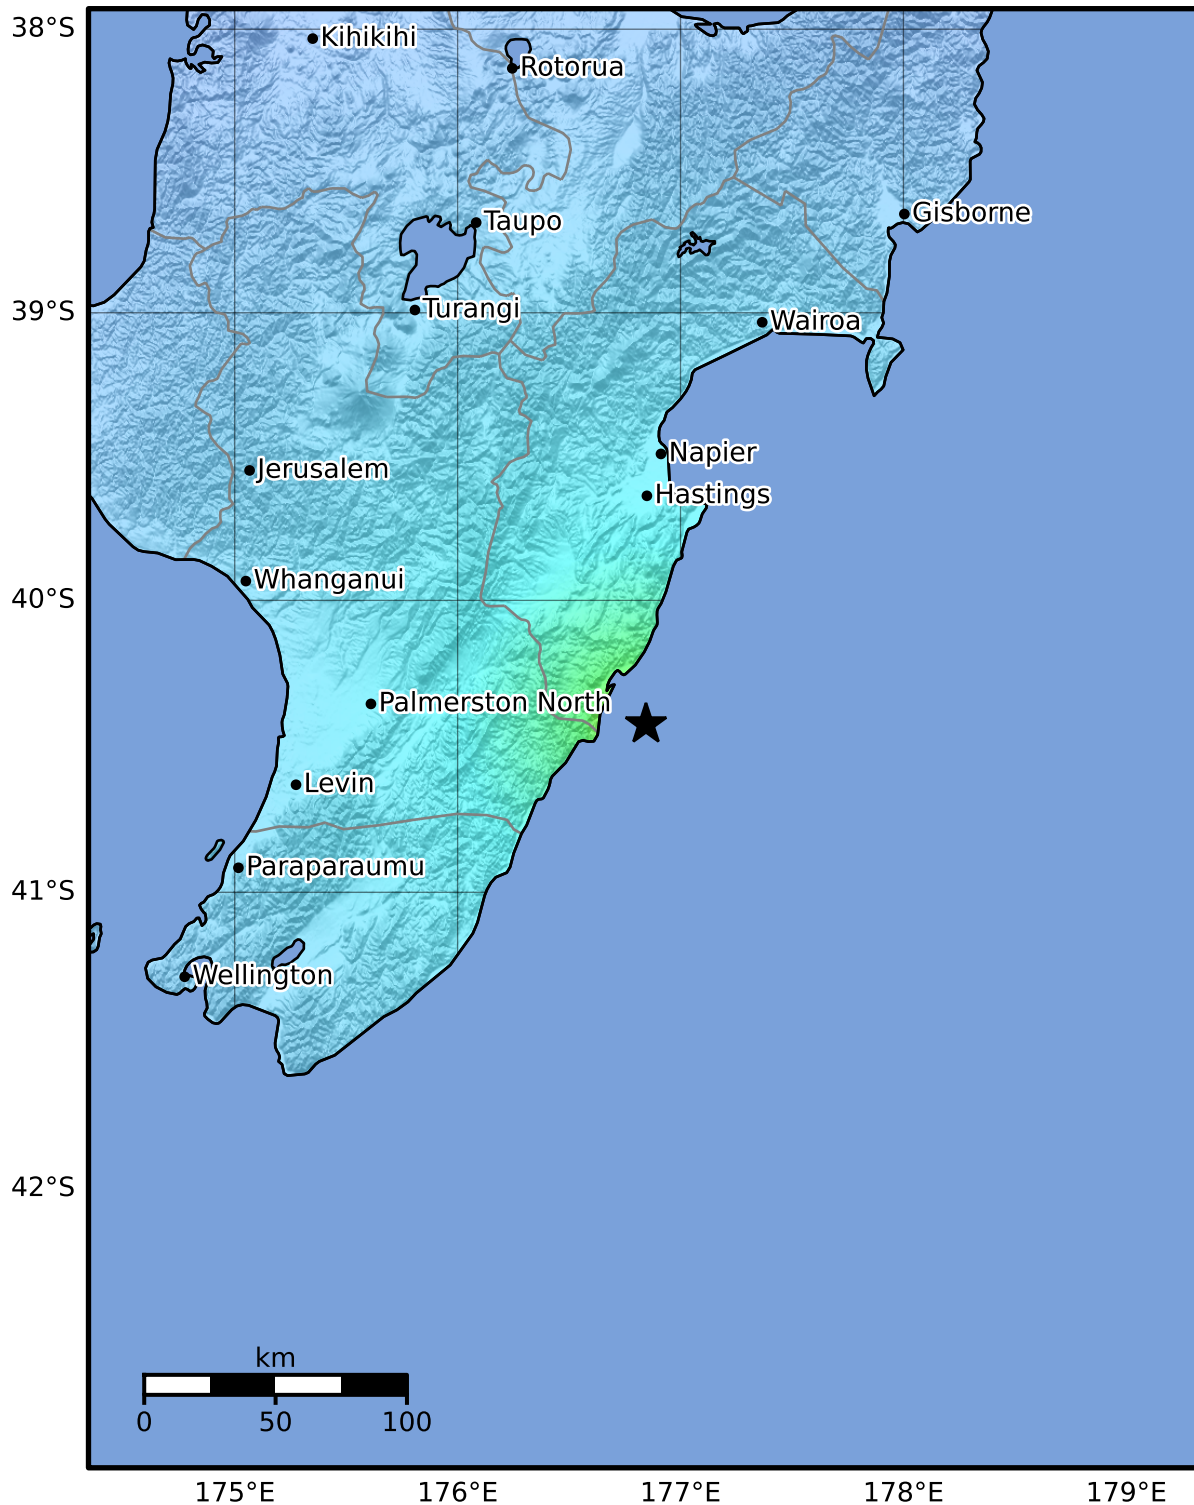 38°S
Kihikihi
Rotorua
Gisborne
Taupo
39°S
Turangi
Wairoa
Napier
Jerusalem
Hastings
Whanganui
40°S
Palmerston North
Levin
Paraparaumu
41°S
Wellington
42°S
km
0 50 100
175°E 176°E 177°E 178°E 179°E